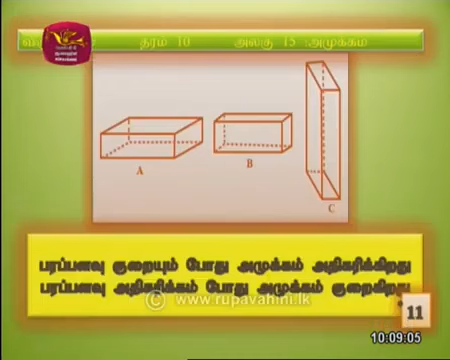 தரம் 10
அலகு 15 :அமுக்கம்
A
B
C
பரப்பளவு குறையும் போது அமுக்கம் அதிகரிக்கிறது
பரப்பளவு அதிகரிக்கம் போது அமுக்கம் குறைகிறது
© www.rupavahini.lk
11
10:09:05